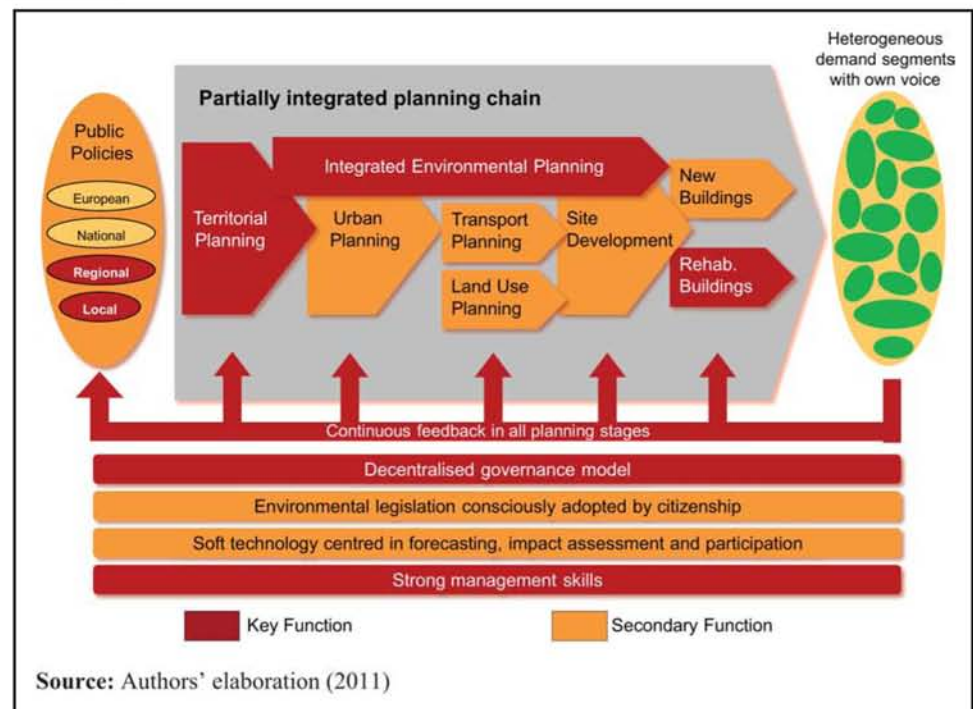 Heterogeneous
demand segments
with own voice
Partially integrated planning chain
Public
Policies
European
National
Regional
Local
Territorial
Planning
Integrated Environmental Planning
Urban
Planning
Transport
Planning
Land Use
Planning
Site
Development
New
Buildings
Rehab.
Buildings
Continuous feedback in all planning stages
Decentralised governance model
Environmental legislation consciously adopted by citizenship
Soft technology centred in forecasting, impact assessment and participation
Strong management skills
Key Function
Secondary Function
Source: Authors' elaboration (2011)